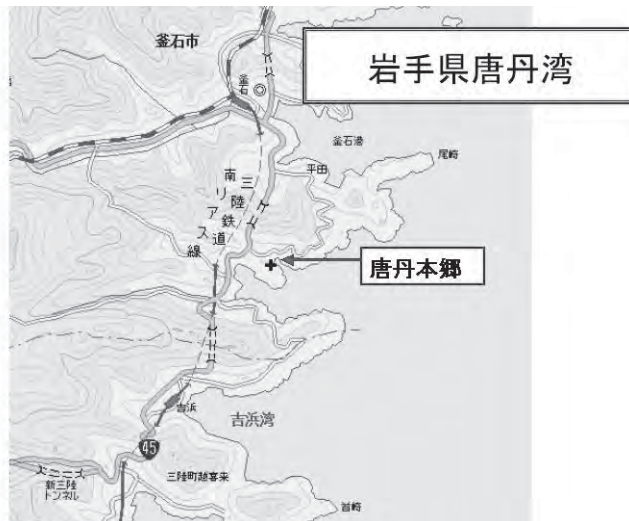 岩手県唐丹湾
釜石市
釜石
釜石港
尾崎
平田
三陸鉄道
南リアス線
唐丹本郷
吉浜
吉浜湾
45
新三陸
トンネル
三陸町越喜来
首崎